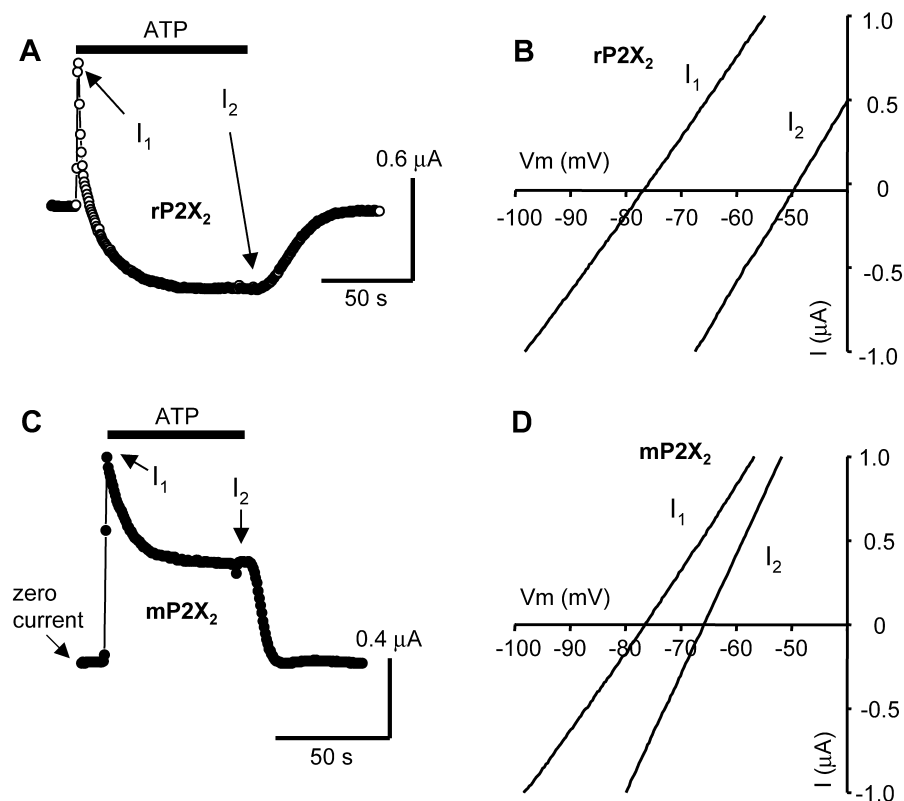 A
ATP
I1
I2
0.6 μA
rP2X2
50 s
B
rP2X2
I1
I2
1.0
0.5
Vm (mV)
0
-100 -90 -80 -70 -60 -50
-0.5
-1.0
I (μA)
C
ATP
I1
I2
zero
current
mP2X2
0.4 μA
50 s
D
mP2X2
I1
I2
1.0
0.5
Vm (mV)
0
-100 -90 -80 -70 -60 -50
-0.5
-1.0
I (μA)